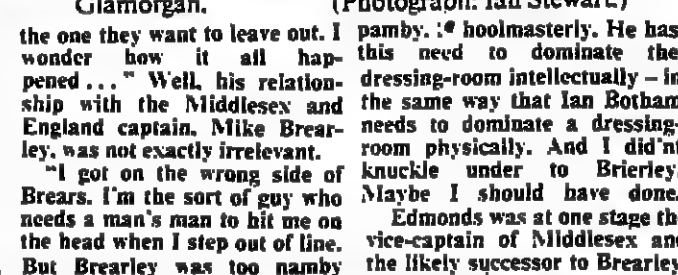 Glamorgan.
(Photograph: Ian Stewart)
the one they want to leave out. I
wonder how it all hap-
pened ... " Well, his relation-
ship with the Middlesex and
England captain, Mike Brear-
ley, was not exactly irrelevant.
"I got on the wrong side of
Brears. I'm the sort of guy who
needs a man's man to hit me on
the head when I step out of line.
But Brearley was too namby
pamby. hoolmasterly. He has
this need to dominate the
dressing-room intellectually – in
the same way that Ian Botham
needs to dominate a dressing-
room physically. And I did'nt
knuckle under to Brierley.
Maybe I should have done.
Edmonds was at one stage the
vice-captain of Middlesex and
the likely successor to Brearley